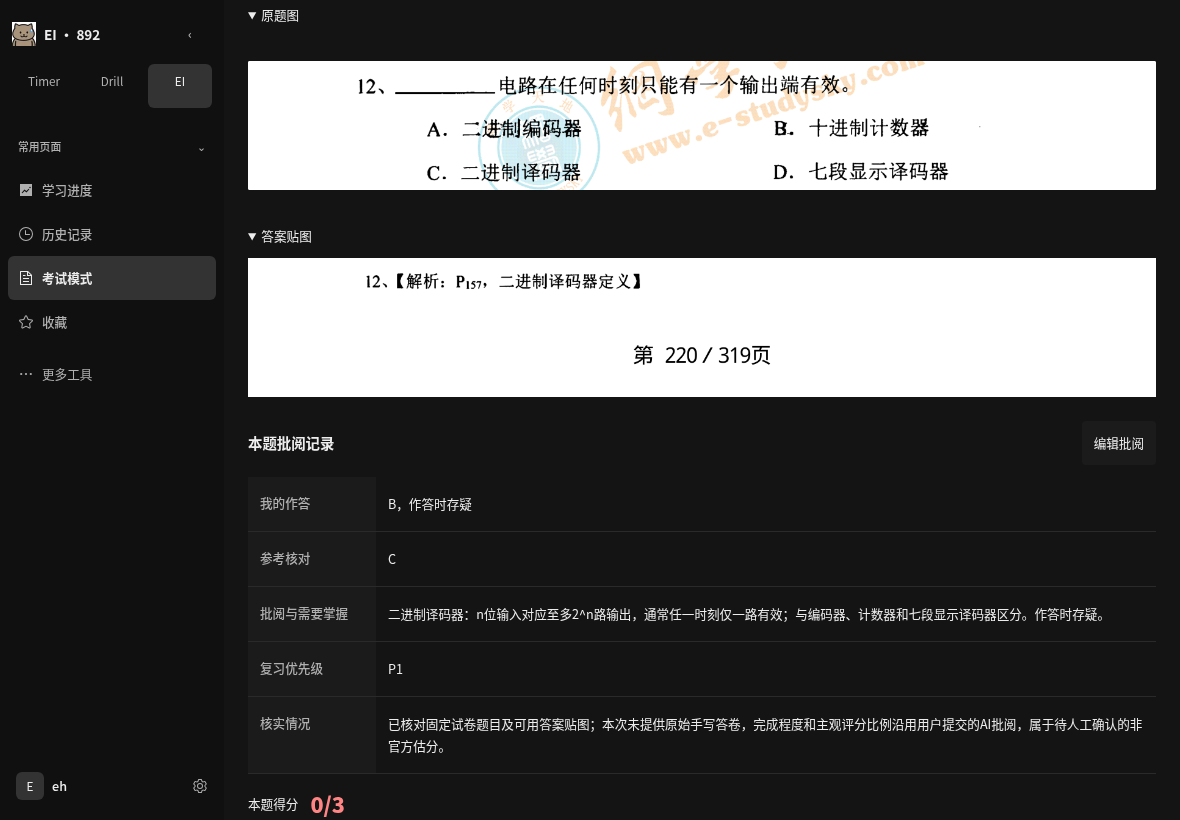 EI • 892
‹
Timer Drill EI
常用页面
学习进度
历史记录
考试模式
收藏
更多工具
E eh
▼ 原题图
12、________电路在任何时刻只能有一个输出端有效。
A. 二进制编码器 B. 十进制计数器
C. 二进制译码器 D. 七段显示译码器
www.e-studysky.com
▼ 答案贴图
12、【解析：P157，二进制译码器定义】
第 220 / 319页
本题批阅记录
编辑批阅
我的作答 B，作答时存疑
参考核对 C
批阅与需要掌握 二进制译码器：n位输入对应至多2^n路输出，通常任一时刻仅一路有效；与编码器、计数器和七段显示译码器区分。作答时存疑。
复习优先级 P1
核实情况 已核对固定试卷题目及可用答案贴图；本次未提供原始手写答卷，完成程度和主观评分比例沿用用户提交的AI批阅，属于待人工确认的非
官方估分。
本题得分 0/3